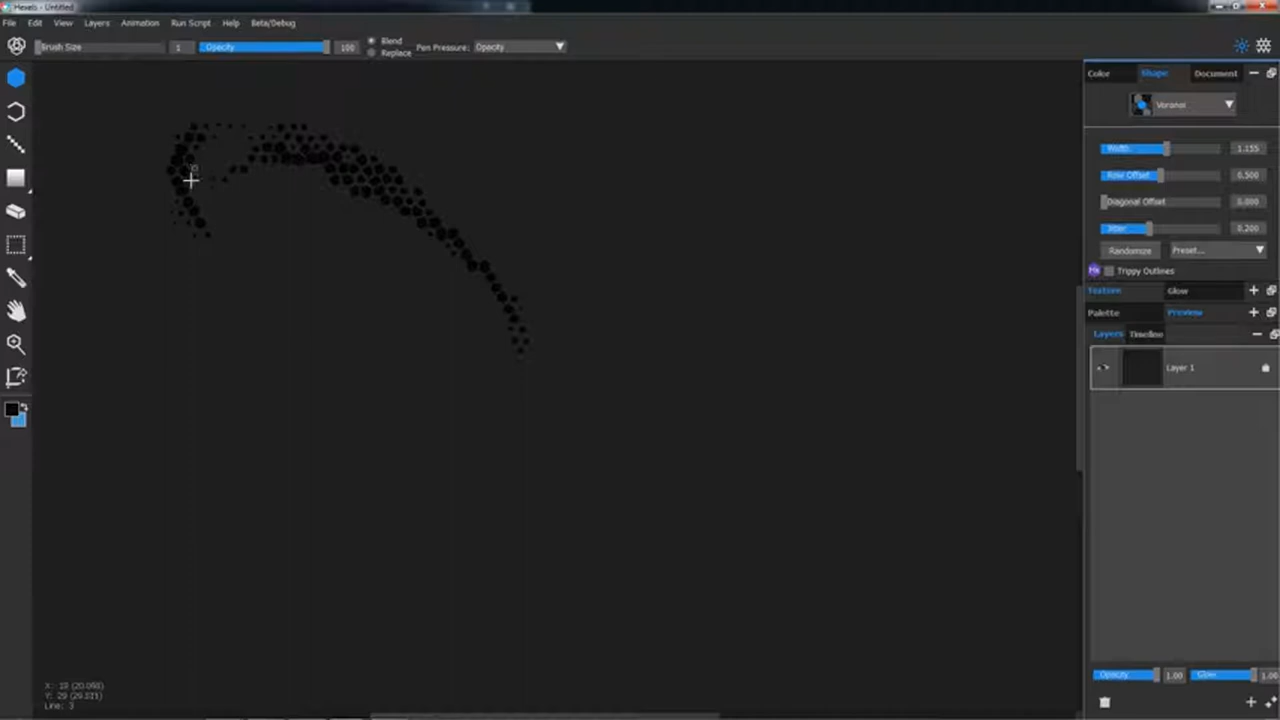 Hexels - Untitled
File Edit View Layers Animation Run Script Help Beta/Debug
Brush Size 1 Opacity 100 Blend Replace Pen Pressure: Opacity
Color Shape Document
Voronoi
Width 1.155
Row Offset 0.500
Diagonal Offset 0.000
Jitter 0.200
Randomize Preset...
Trippy Outlines
Texture Glow
Palette Preview
Layers Timeline
Layer 1
Opacity 1.00 Glow 1.00
Line: 3